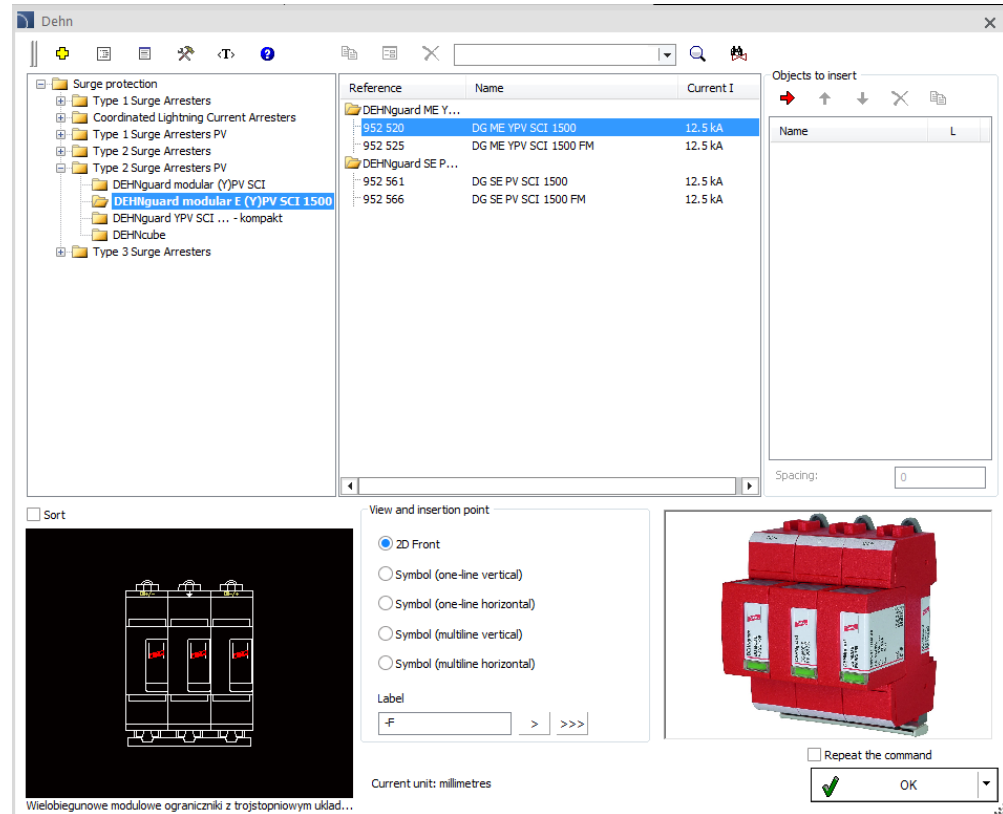 Dehn
<T>
Surge protection
Type 1 Surge Arresters
Coordinated Lightning Current Arresters
Type 1 Surge Arresters PV
Type 2 Surge Arresters
Type 2 Surge Arresters PV
DEHNguard modular (Y)PV SCI
DEHNguard modular E (Y)PV SCI 1500
DEHNguard YPV SCI ... - kompakt
DEHNcube
Type 3 Surge Arresters
Reference Name Current I
DEHNguard ME Y...
952 520 DG ME YPV SCI 1500 12.5 kA
952 525 DG ME YPV SCI 1500 FM 12.5 kA
DEHNguard SE P...
952 561 DG SE PV SCI 1500 12.5 kA
952 566 DG SE PV SCI 1500 FM 12.5 kA
Objects to insert
Name L
Spacing: 0
Sort
View and insertion point
2D Front
Symbol (one-line vertical)
Symbol (one-line horizontal)
Symbol (multiline vertical)
Symbol (multiline horizontal)
Label
-F > >>>
Current unit: millimetres
Repeat the command
OK
Wielobiegunowe modulowe ograniczniki z trojstopniowym uklad...